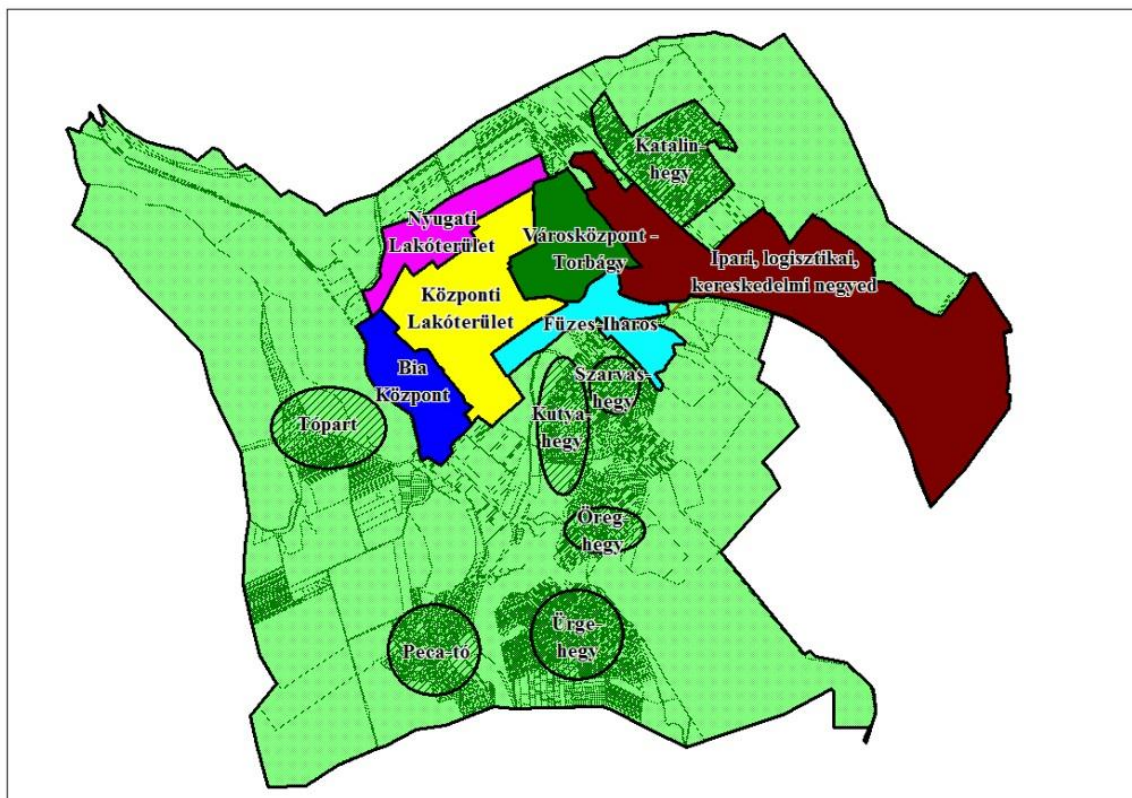 Katalin-
hegy
Nyugati
Lakóterület
Városközpont -
Torbágy
Ipari, logisztikai,
kereskedelmi negyed
Központi
Lakóterület
Füzes-Iharos
Bia
Központ
Szarvas-
hegy
Kutya-
hegy
Tópart
Öreg-
hegy
Ürge-
hegy
Peca-tó